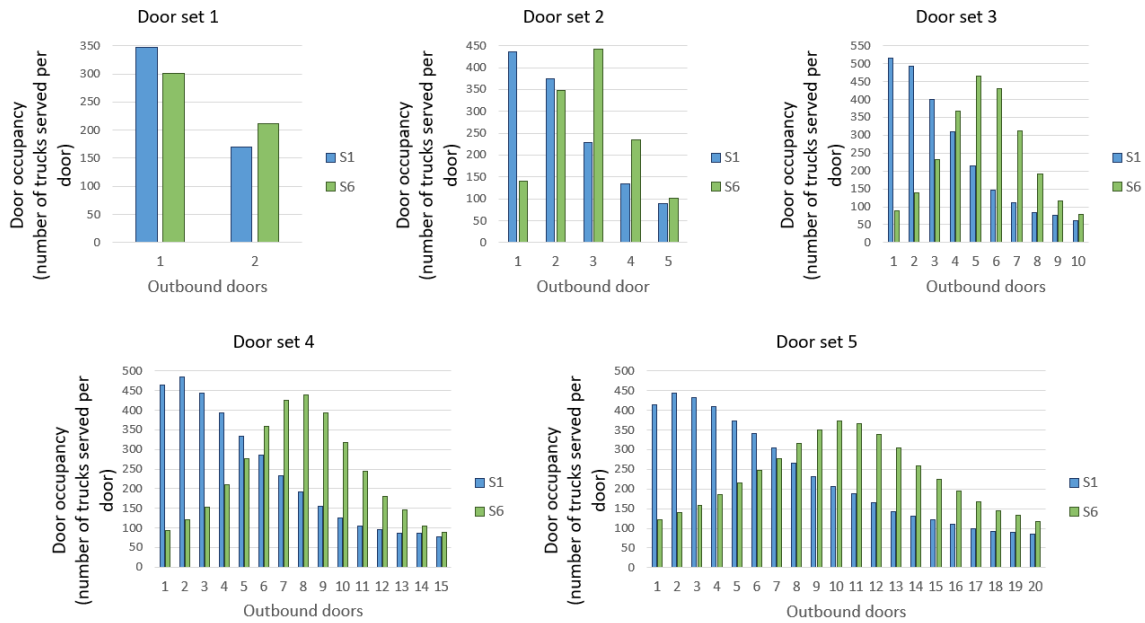 Door set 1
Door occupancy
(number of trucks served per
door)
350
300
250
200
150
100
50
0
1 2
Outbound doors
S1
S6
Door set 2
Door occupancy
(number of trucks served per
door)
450
400
350
300
250
200
150
100
50
0
1 2 3 4 5
Outbound door
S1
S6
Door set 3
Door occupancy
(number of trucks served per
door)
550
500
450
400
350
300
250
200
150
100
50
0
1 2 3 4 5 6 7 8 9 10
Outbound doors
S1
S6
Door set 4
Door occupancy
(number of trucks served per
door)
500
450
400
350
300
250
200
150
100
50
0
1 2 3 4 5 6 7 8 9 10 11 12 13 14 15
Outbound doors
S1
S6
Door set 5
Door occupancy
(number of trucks served per
door)
500
450
400
350
300
250
200
150
100
50
0
1 2 3 4 5 6 7 8 9 10 11 12 13 14 15 16 17 18 19 20
Outbound doors
S1
S6